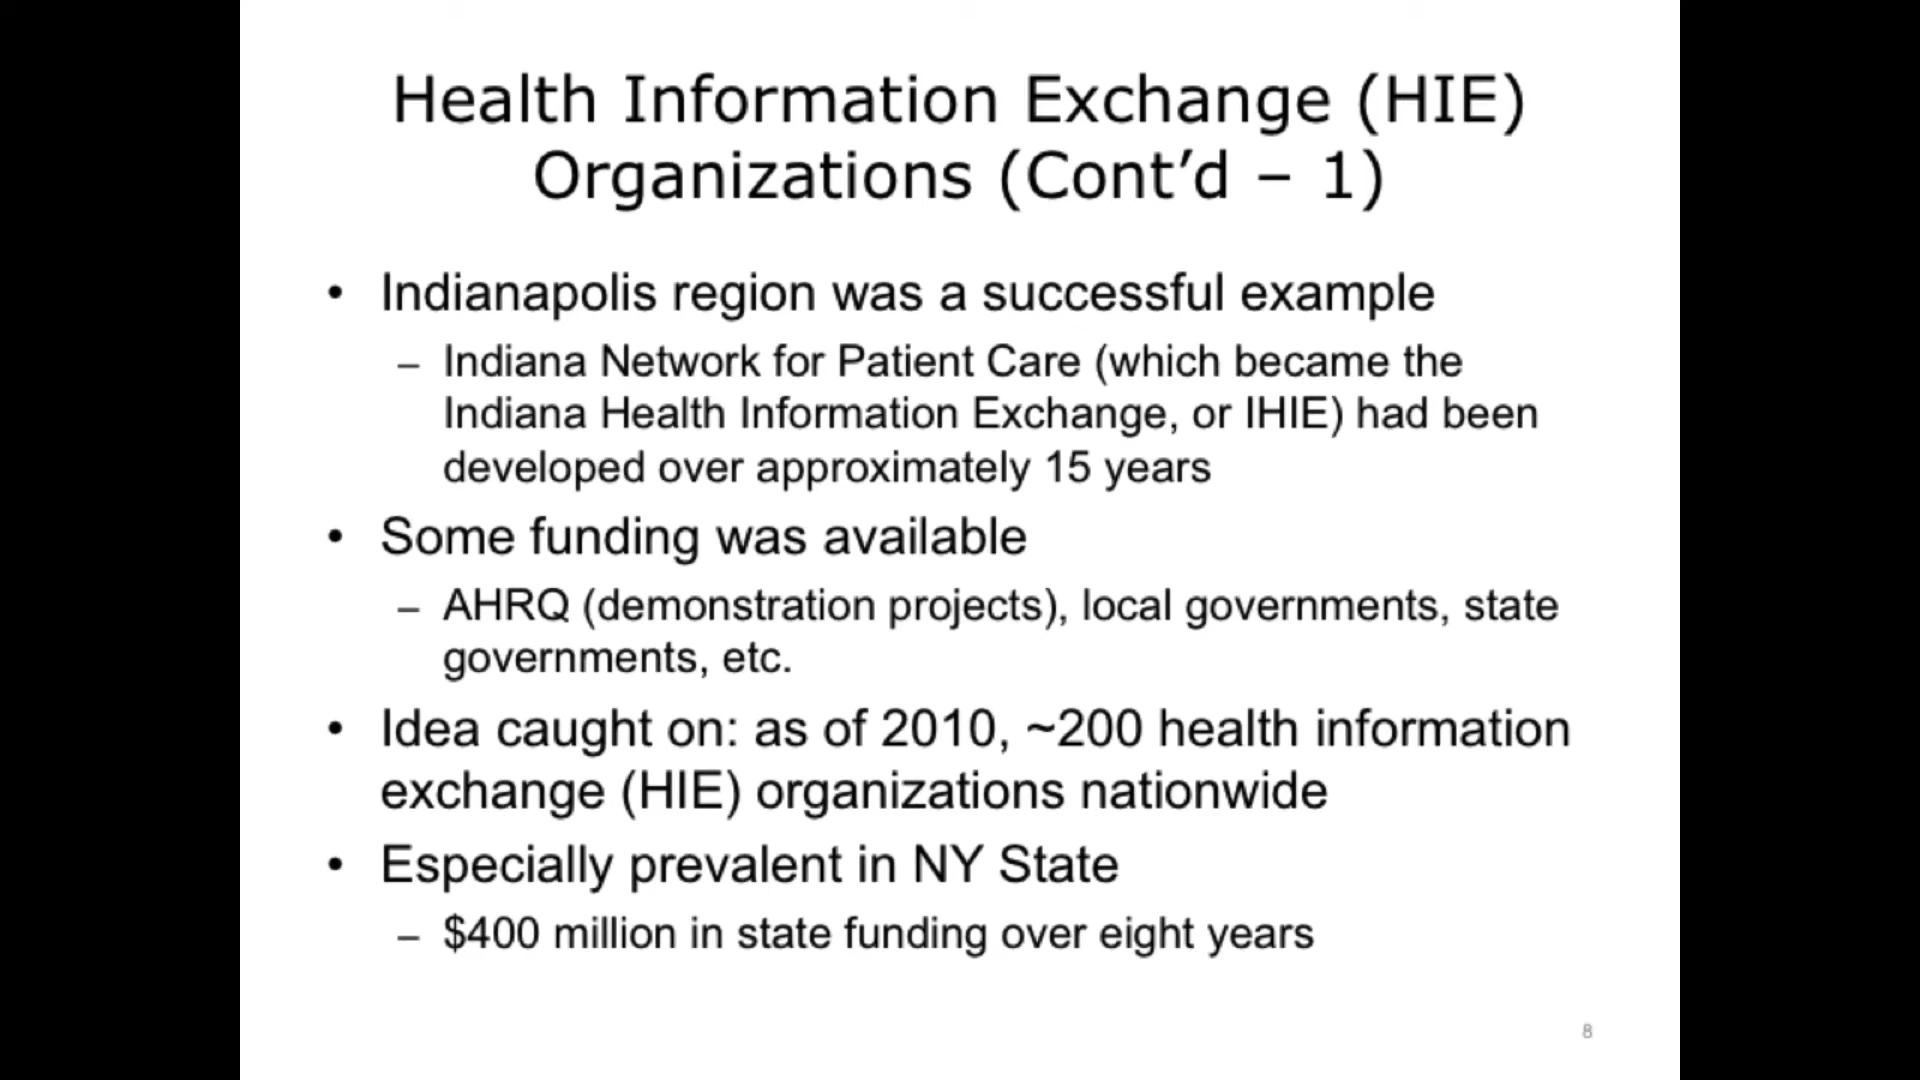 Health Information Exchange (HIE)
Organizations (Cont’d – 1)
• Indianapolis region was a successful example
– Indiana Network for Patient Care (which became the
Indiana Health Information Exchange, or IHIE) had been
developed over approximately 15 years
• Some funding was available
– AHRQ (demonstration projects), local governments, state
governments, etc.
• Idea caught on: as of 2010, ~200 health information
exchange (HIE) organizations nationwide
• Especially prevalent in NY State
– $400 million in state funding over eight years
8